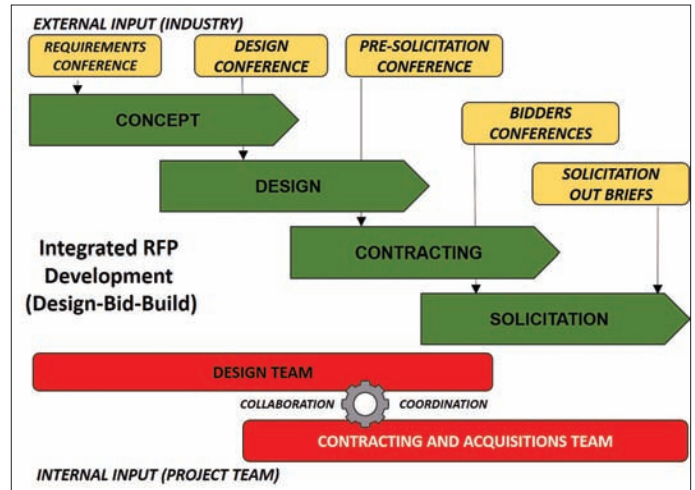 EXTERNAL INPUT (INDUSTRY)
REQUIREMENTS
CONFERENCE
DESIGN
CONFERENCE
PRE-SOLICITATION
CONFERENCE
CONCEPT
BIDDERS
CONFERENCES
DESIGN
SOLICITATION
OUT BRIEFS
Integrated RFP
Development
(Design-Bid-Build)
CONTRACTING
SOLICITATION
DESIGN TEAM
COLLABORATION
COORDINATION
CONTRACTING AND ACQUISITIONS TEAM
INTERNAL INPUT (PROJECT TEAM)